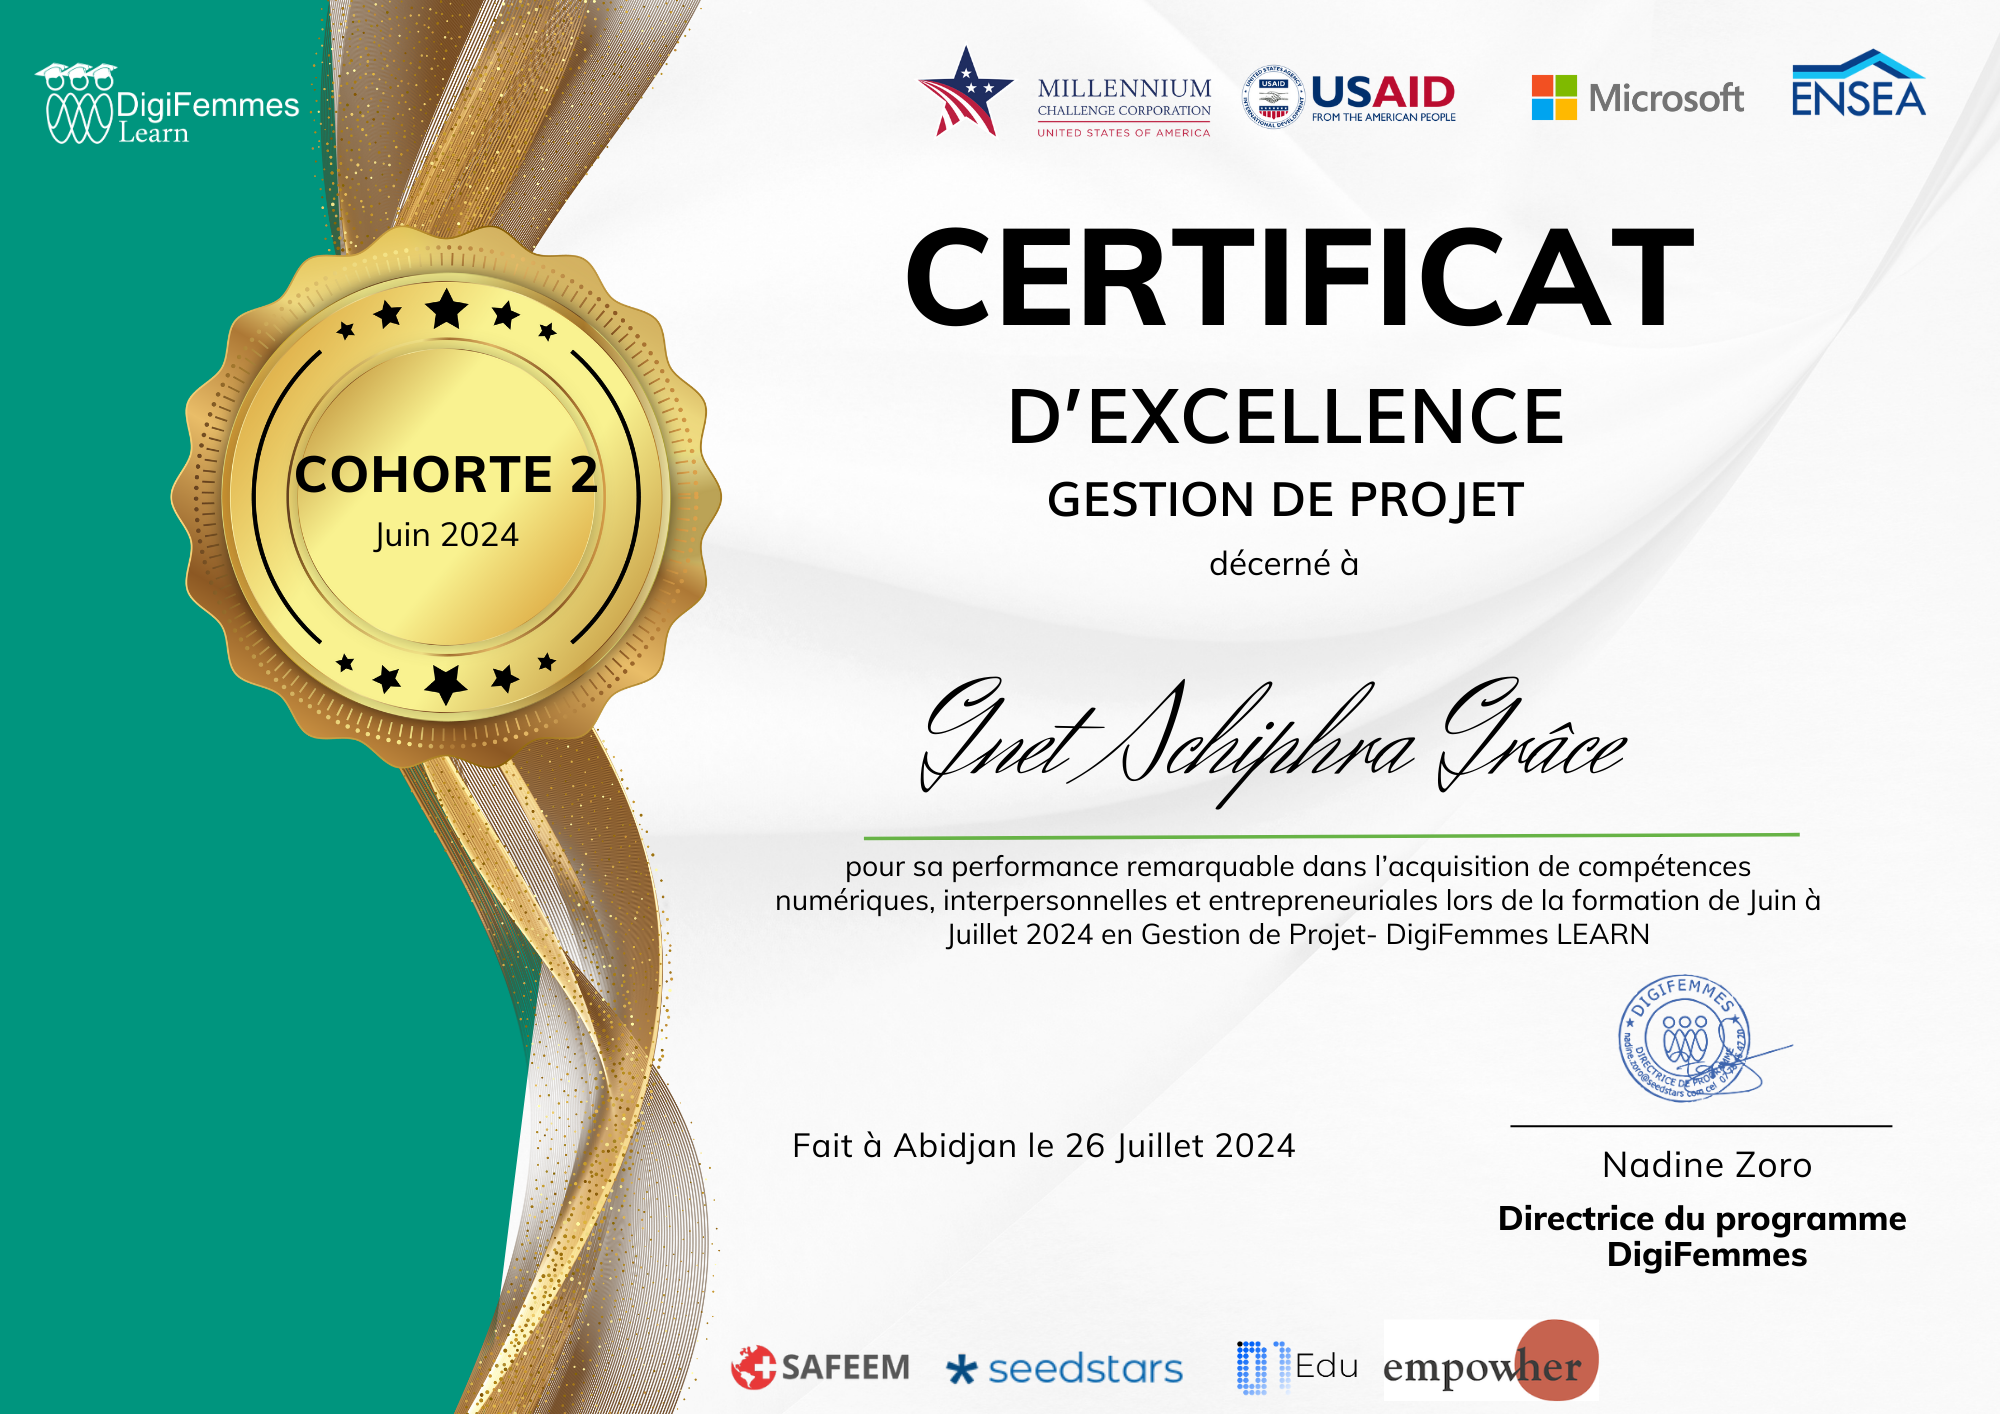 DigiFemmes
Learn
MILLENNIUM
CHALLENGE CORPORATION
UNITED STATES OF AMERICA
USAID
FROM THE AMERICAN PEOPLE
Microsoft
ENSEA
CERTIFICAT
D'EXCELLENCE
GESTION DE PROJET
décerné à
COHORTE 2
Juin 2024
Gnet Schiphra Grâce
pour sa performance remarquable dans l'acquisition de compétences
numériques, interpersonnelles et entrepreneuriales lors de la formation de Juin à
Juillet 2024 en Gestion de Projet- DigiFemmes LEARN
DIGIFEMMES
DIRECTRICE DE PROGRAMME
nadine.zoro@seedstars.com
Fait à Abidjan le 26 Juillet 2024
Nadine Zoro
Directrice du programme
DigiFemmes
SAFEEM
seedstars
01 Edu
empowher